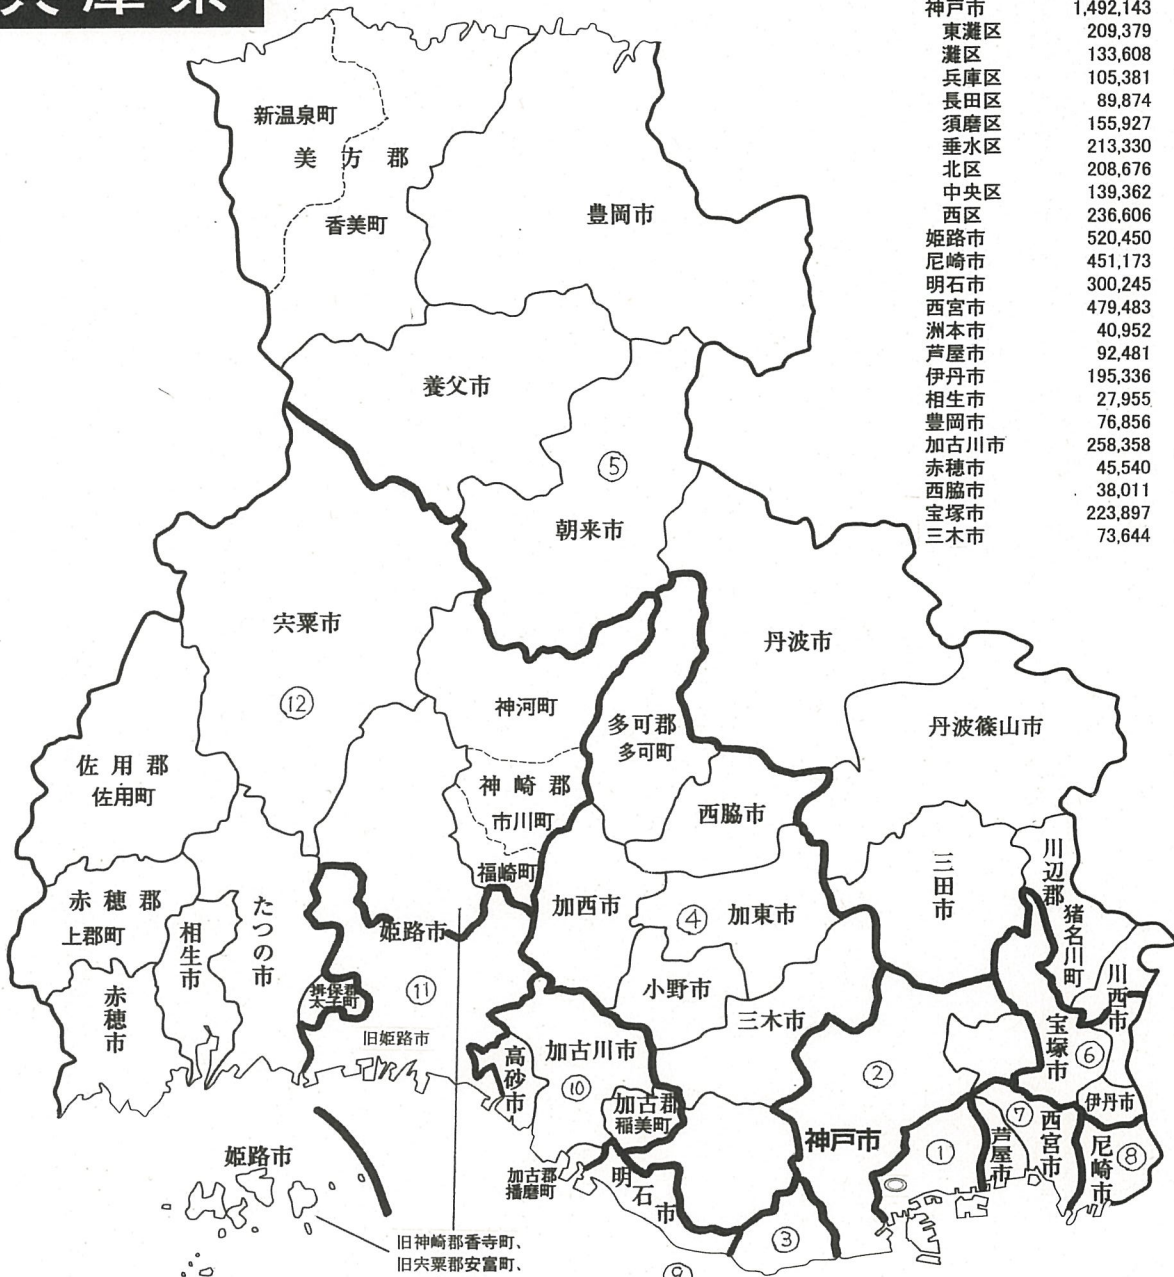 兵庫県
神戸市 1,492,143
東灘区 209,379
灘区 133,608
兵庫区 105,381
長田区 89,874
須磨区 155,927
垂水区 213,330
北区 208,676
中央区 139,362
西区 236,606
姫路市 520,450
尼崎市 451,173
明石市 300,245
西宮市 479,483
洲本市 40,952
芦屋市 92,481
伊丹市 195,336
相生市 27,955
豊岡市 76,856
加古川市 258,358
赤穂市 45,540
西脇市 38,011
宝塚市 223,897
三木市 73,644
新温泉町
美方郡
香美町
豊岡市
養父市
⑤
朝来市
宍粟市
⑫
丹波市
神河町
多可郡
多可町
丹波篠山市
佐用郡
佐用町
神崎郡
市川町
西脇市
福崎町
三田市
川辺郡
猪名川町
赤穂郡
上郡町
相生市
たつの市
姫路市
加西市
④
加東市
川西市
赤穂市
揖保郡
太子町
⑪
旧姫路市
小野市
三木市
宝塚市
⑥
高砂市
加古川市
⑩
加古郡
稲美町
②
神戸市
①
⑦
芦屋市
西宮市
伊丹市
尼崎市
⑧
姫路市
加古郡
播磨町
明石市
③
⑨
旧神崎郡香寺町、
旧宍粟郡安富町、